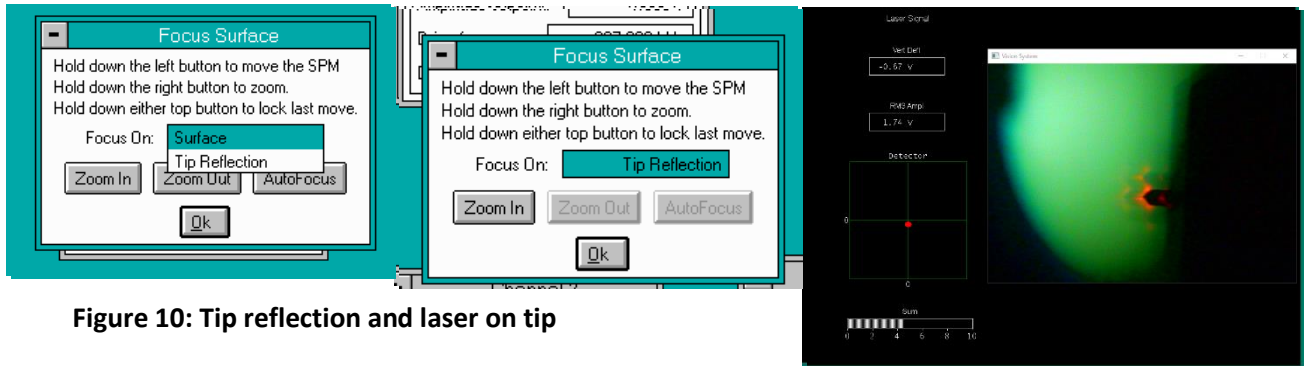 Focus Surface
Hold down the left button to move the SPM
Hold down the right button to zoom.
Hold down either top button to lock last move.
Focus On: Surface
Tip Reflection
Zoom In Zoom Out AutoFocus
Ok
Focus Surface
Hold down the left button to move the SPM
Hold down the right button to zoom.
Hold down either top button to lock last move.
Focus On: Tip Reflection
Zoom In Zoom Out AutoFocus
Ok
Laser Signal
Vert Defl
-0.67 V
RMS Ampl
1.74 V
Detector
0
0
Sum
0 2 4 6 8 10
Vision System
Figure 10: Tip reflection and laser on tip